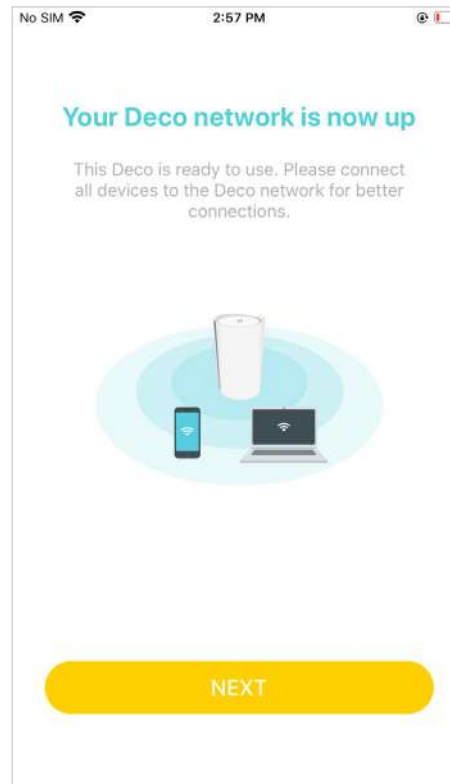 No SIM 2:57 PM
Your Deco network is now up
This Deco is ready to use. Please connect
all devices to the Deco network for better
connections.
NEXT